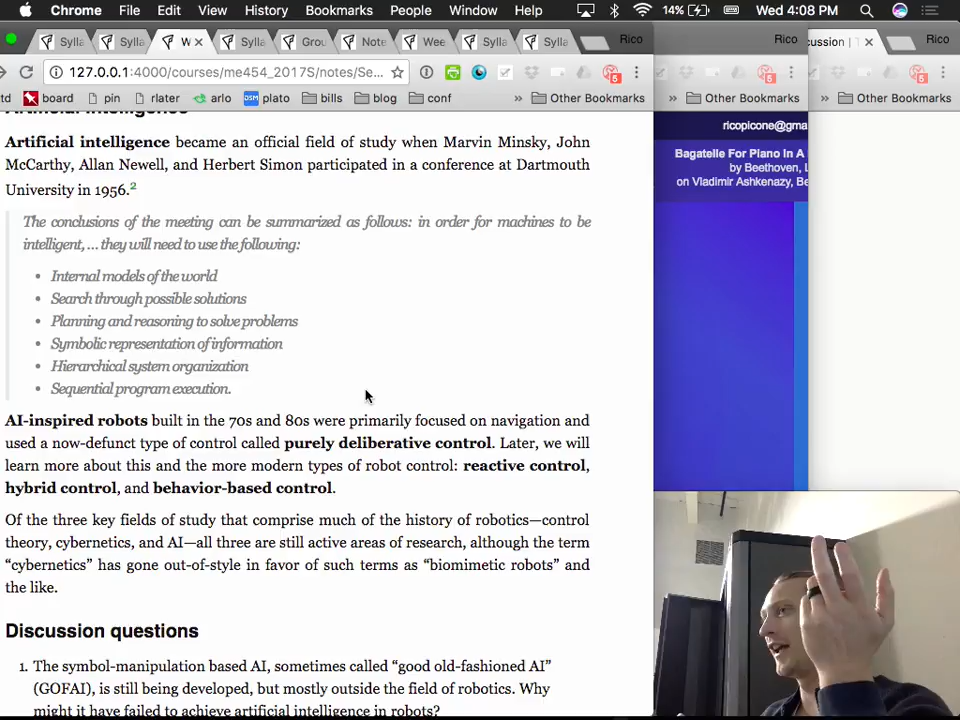 Chrome File Edit View History Bookmarks People Window Help 14% Wed 4:08 PM
Sylla Sylla W Sylla Grou Note Wee Sylla Sylla Rico Rico cussion | T Rico
127.0.0.1:4000/courses/me454_2017S/notes/Se...
td board pin rlater arlo plato bills blog conf » Other Bookmarks » Other Bookmarks » Other Bookmarks
Artificial intelligence
Artificial intelligence became an official field of study when Marvin Minsky, John
McCarthy, Allan Newell, and Herbert Simon participated in a conference at Dartmouth
University in 1956.2
The conclusions of the meeting can be summarized as follows: in order for machines to be
intelligent, ... they will need to use the following:
• Internal models of the world
• Search through possible solutions
• Planning and reasoning to solve problems
• Symbolic representation of information
• Hierarchical system organization
• Sequential program execution.
AI-inspired robots built in the 70s and 80s were primarily focused on navigation and
used a now-defunct type of control called purely deliberative control. Later, we will
learn more about this and the more modern types of robot control: reactive control,
hybrid control, and behavior-based control.
Of the three key fields of study that comprise much of the history of robotics—control
theory, cybernetics, and AI—all three are still active areas of research, although the term
“cybernetics” has gone out-of-style in favor of such terms as “biomimetic robots” and
the like.
Discussion questions
1. The symbol-manipulation based AI, sometimes called “good old-fashioned AI”
(GOFAI), is still being developed, but mostly outside the field of robotics. Why
might it have failed to achieve artificial intelligence in robots?
ricopicone@gma
Bagatelle For Piano In A
by Beethoven, L
on Vladimir Ashkenazy, Be